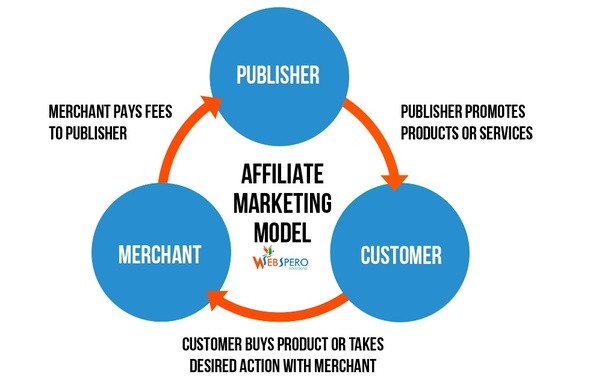 PUBLISHER
MERCHANT PAYS FEES
TO PUBLISHER
PUBLISHER PROMOTES
PRODUCTS OR SERVICES
AFFILIATE
MARKETING
MODEL
WEBSPERO
SOLUTIONS
MERCHANT
CUSTOMER
CUSTOMER BUYS PRODUCT OR TAKES
DESIRED ACTION WITH MERCHANT